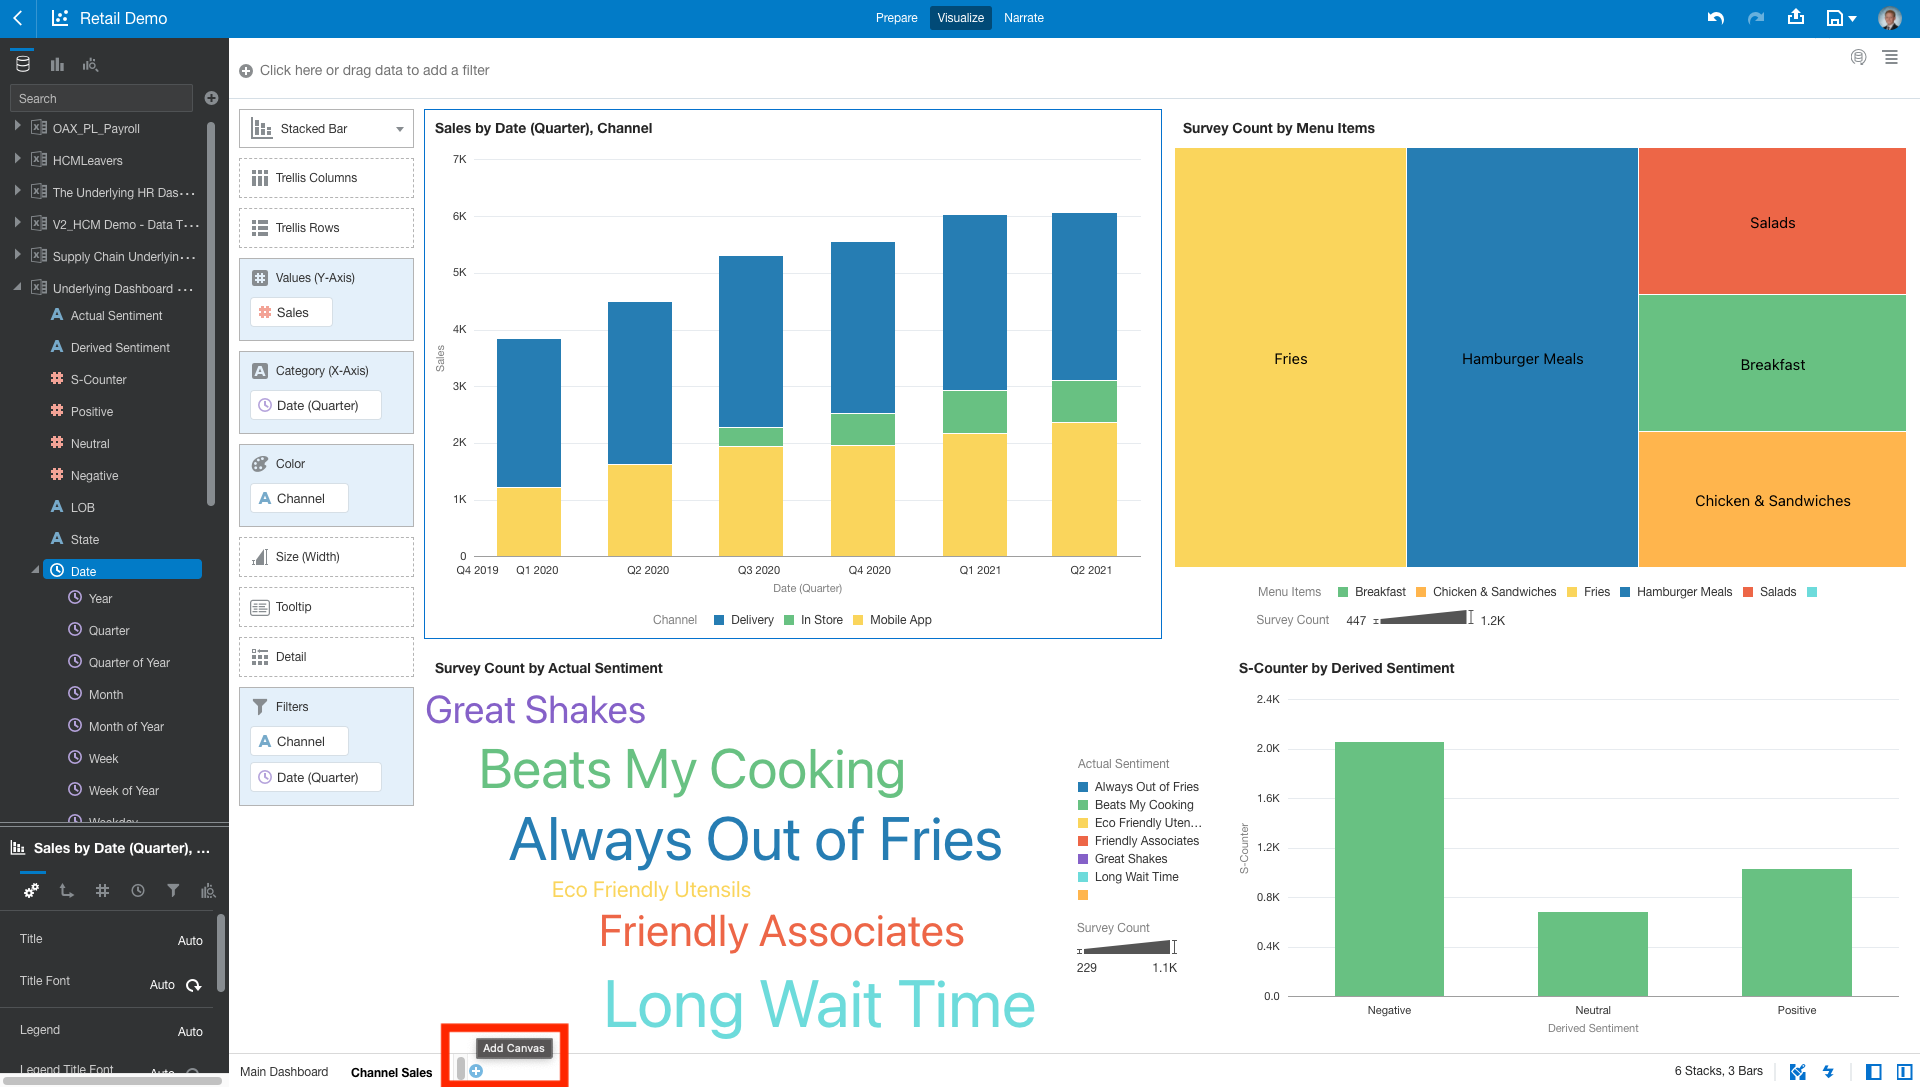 Retail Demo
Prepare
Visualize
Narrate
Search
OAX_PL_Payroll
HCMLeavers
The Underlying HR Das...
V2_HCM Demo - Data T...
Supply Chain Underlyin...
Underlying Dashboard ...
Actual Sentiment
Derived Sentiment
S-Counter
Positive
Neutral
Negative
LOB
State
Date
Year
Quarter
Quarter of Year
Month
Month of Year
Week
Week of Year
Weekday
Sales by Date (Quarter), ...
Title
Auto
Title Font
Auto
Legend
Auto
Legend Title Font
Auto
Click here or drag data to add a filter
Stacked Bar
Trellis Columns
Trellis Rows
Values (Y-Axis)
Sales
Category (X-Axis)
Date (Quarter)
Color
A Channel
Size (Width)
Tooltip
Detail
Filters
A Channel
Date (Quarter)
Sales by Date (Quarter), Channel
7K
6K
5K
4K
3K
2K
1K
0
Sales
Q4 2019
Q1 2020
Q2 2020
Q3 2020
Q4 2020
Q1 2021
Q2 2021
Date (Quarter)
Channel
Delivery
In Store
Mobile App
Survey Count by Menu Items
Fries
Hamburger Meals
Salads
Breakfast
Chicken & Sandwiches
Menu Items
Breakfast
Chicken & Sandwiches
Fries
Hamburger Meals
Salads
Survey Count
447
1.2K
Survey Count by Actual Sentiment
Great Shakes
Beats My Cooking
Always Out of Fries
Eco Friendly Utensils
Friendly Associates
Long Wait Time
Actual Sentiment
Always Out of Fries
Beats My Cooking
Eco Friendly Uten...
Friendly Associates
Great Shakes
Long Wait Time
Survey Count
229
1.1K
S-Counter by Derived Sentiment
2.4K
2.0K
1.6K
1.2K
0.8K
0.4K
0.0
S-Counter
Negative
Neutral
Positive
Derived Sentiment
Add Canvas
Main Dashboard
Channel Sales
6 Stacks, 3 Bars